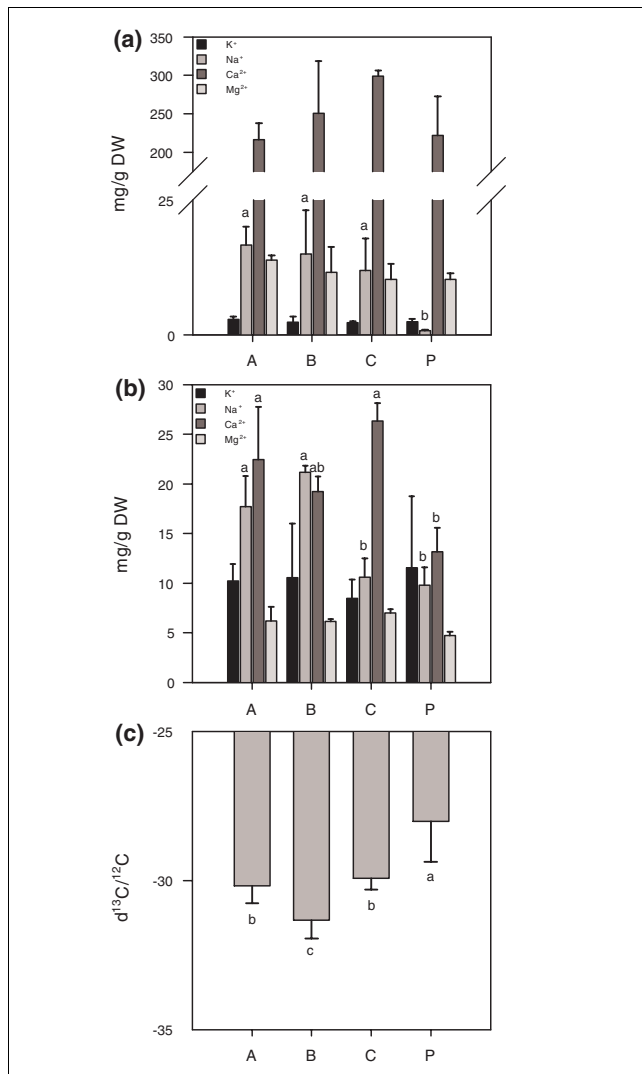 (a)
K⁺
Na⁺
Ca²⁺
Mg²⁺
350
300
250
200
25
0
mg/g DW
a
a
a
b
A B C P
(b)
K⁺
Na⁺
Ca²⁺
Mg²⁺
30
25
20
15
10
5
0
mg/g DW
a a
a ab
b a
b b
A B C P
(c)
-25
-30
-35
d¹³C/¹²C
b
c
b
a
A B C P